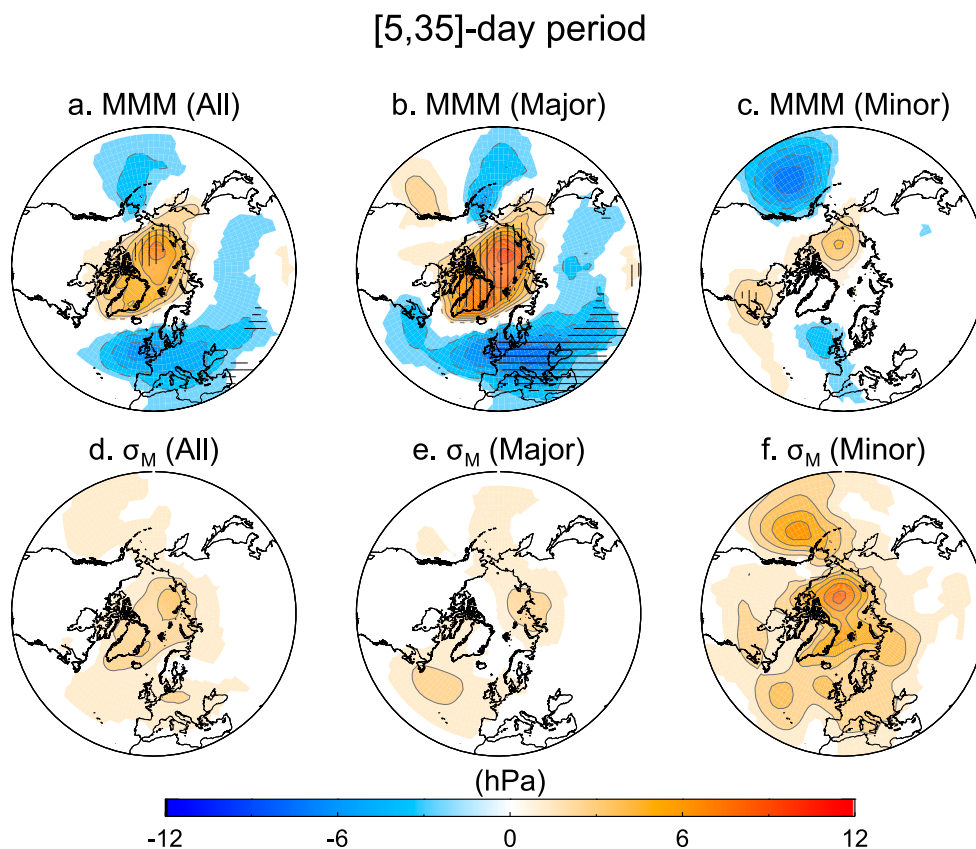 [5,35]-day period
a. MMM (All)
b. MMM (Major)
c. MMM (Minor)
d. σM (All)
e. σM (Major)
f. σM (Minor)
(hPa)
-12 -6 0 6 12